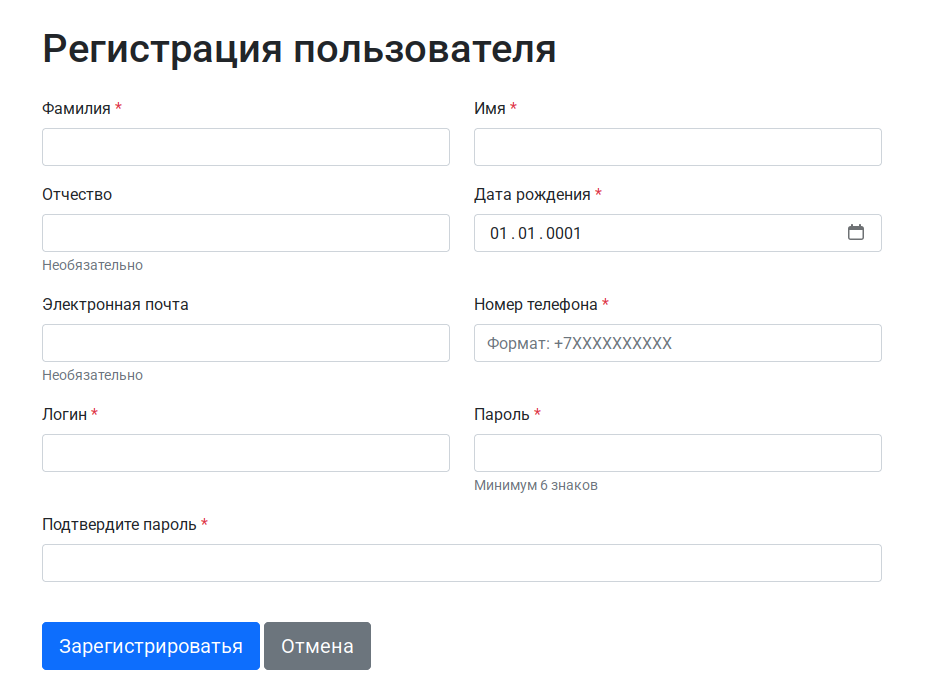 Регистрация пользователя
Фамилия *
Имя *
Отчество
Дата рождения *
01.01.0001
Необязательно
Электронная почта
Номер телефона *
Формат: +7XXXXXXXXXX
Необязательно
Логин *
Пароль *
Минимум 6 знаков
Подтвердите пароль *
Зарегистрироваться
Отмена